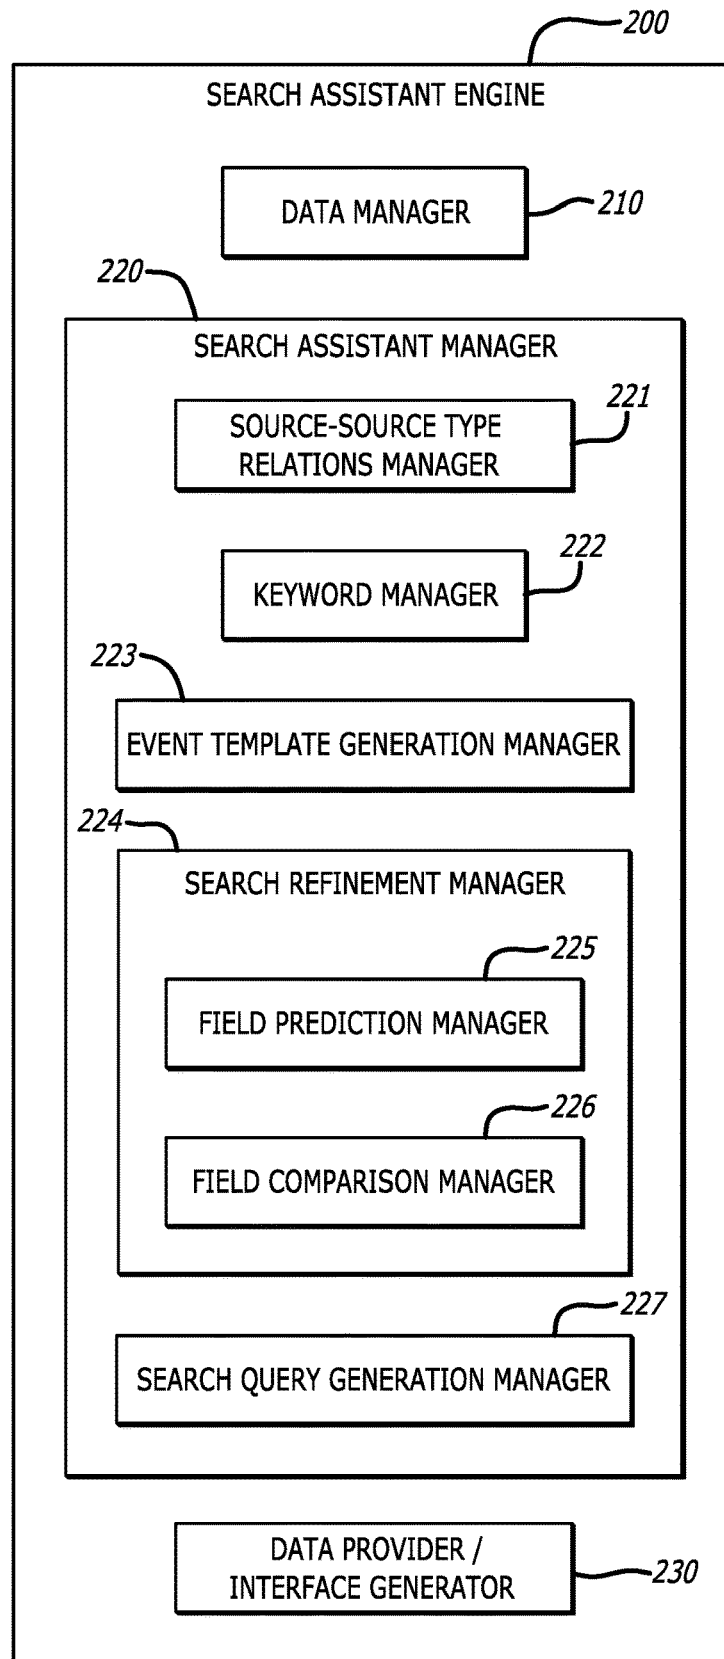 200
SEARCH ASSISTANT ENGINE
DATA MANAGER
210
220
SEARCH ASSISTANT MANAGER
SOURCE-SOURCE TYPE
RELATIONS MANAGER
221
KEYWORD MANAGER
222
223
EVENT TEMPLATE GENERATION MANAGER
224
SEARCH REFINEMENT MANAGER
225
FIELD PREDICTION MANAGER
226
FIELD COMPARISON MANAGER
227
SEARCH QUERY GENERATION MANAGER
DATA PROVIDER /
INTERFACE GENERATOR
230